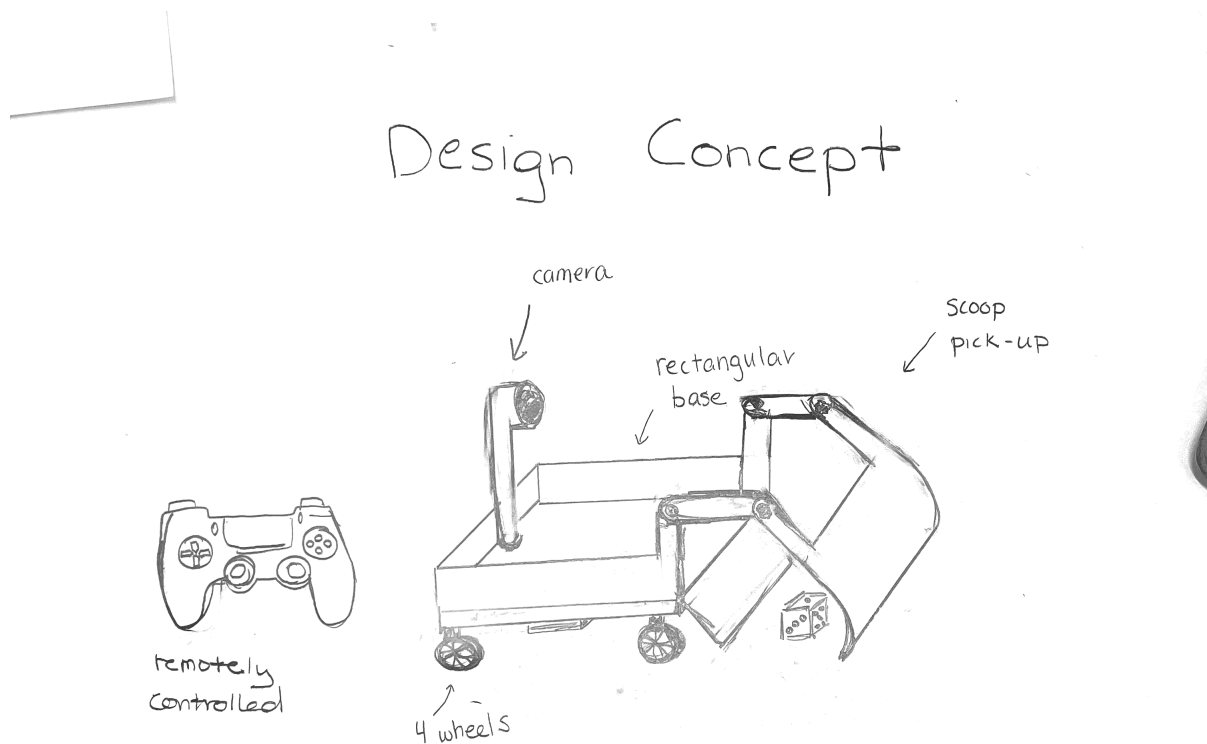 Design Concept
camera
scoop
pick-up
rectangular
base
remotely
controlled
4 wheels